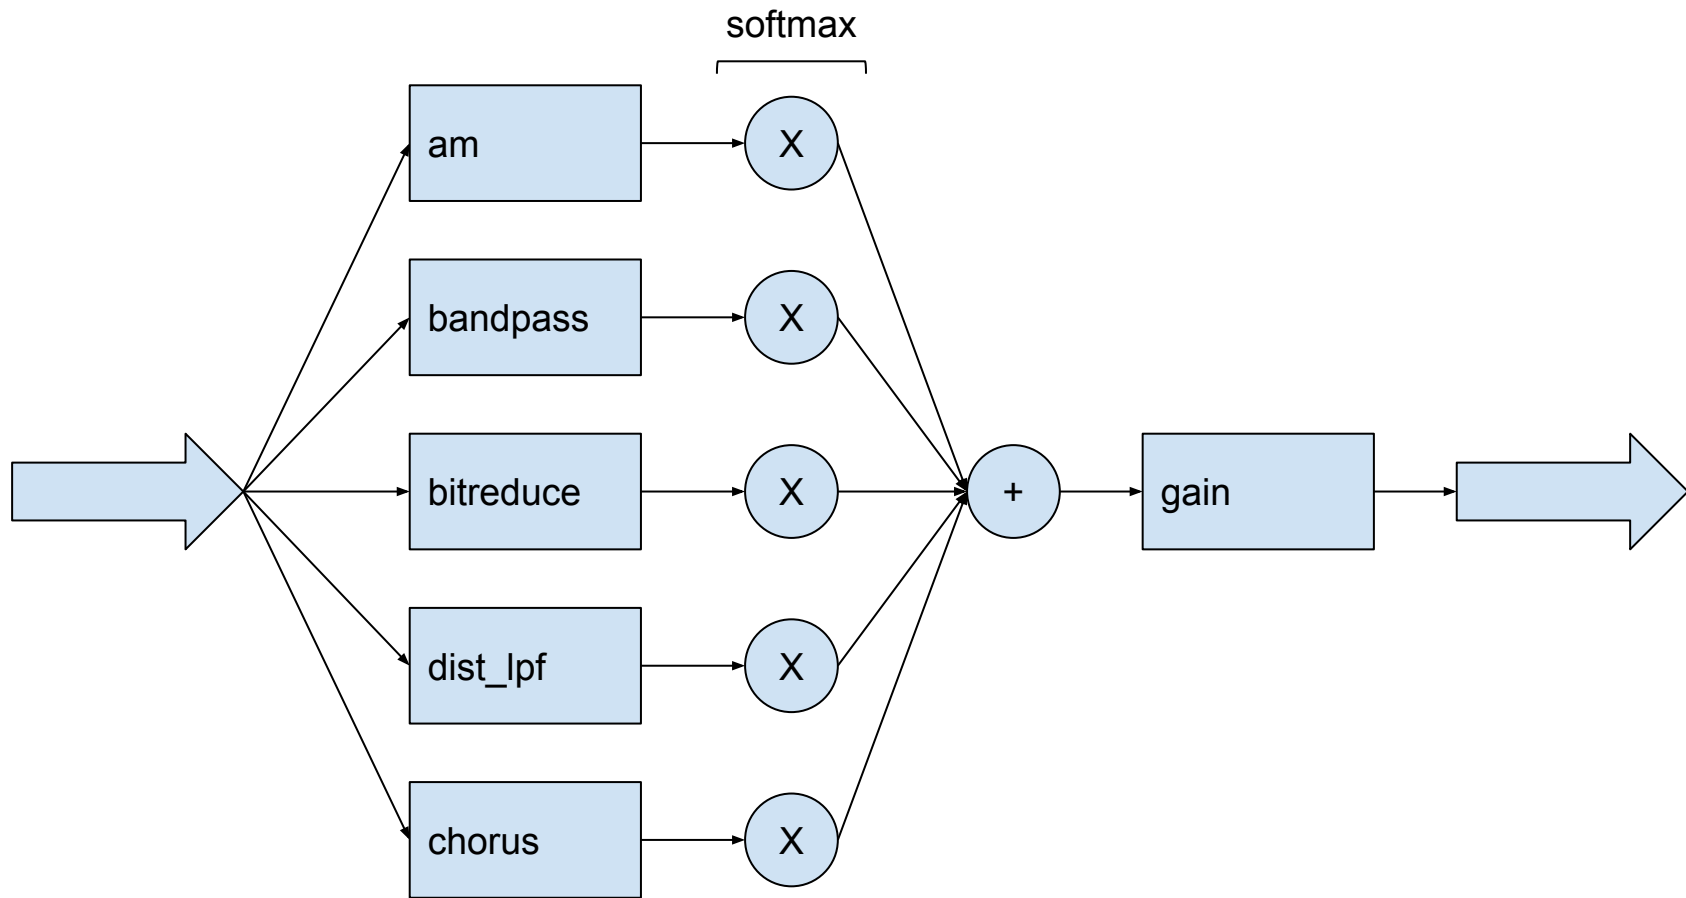 softmax
am
X
bandpass
X
bitreduce
X
+
gain
dist_lpf
X
chorus
X